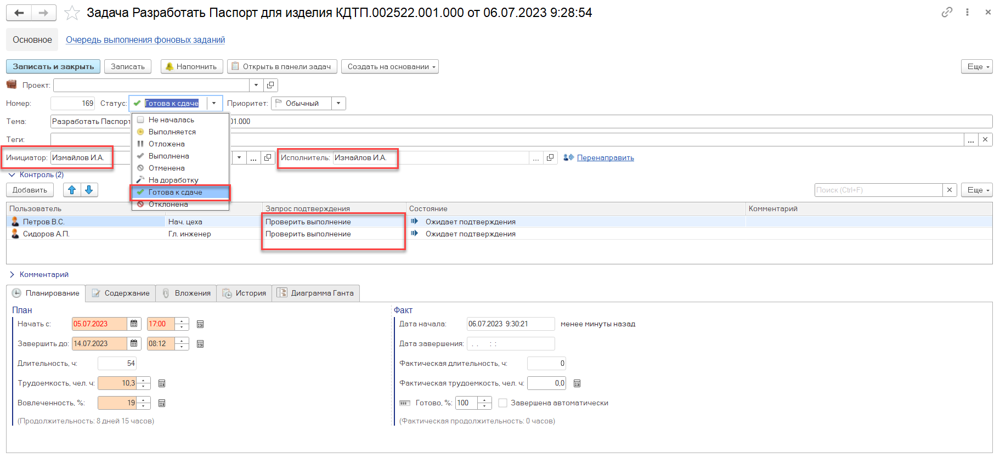 Задача Разработать Паспорт для изделия КДТП.002522.001.000 от 06.07.2023 9:28:54
Основное Очередь выполнения фоновых заданий
Записать и закрыть Записать Напомнить Открыть в панели задач Создать на основании Еще
Проект:
Номер: 169 Статус: Готова к сдаче Приоритет: Обычный
Не началась
Выполняется
Отложена
Выполнена
Отменена
На доработку
Готова к сдаче
Отклонена
Тема: Разработать Паспорт 01.000
Теги: ...
Инициатор: Измайлов И.А. ... Исполнитель: Измайлов И.А. ... Перенаправить
Контроль (2)
Добавить Поиск (Ctrl+F) Еще
Пользователь Запрос подтверждения Состояние Комментарий
Петров В.С. Нач. цеха Проверить выполнение Ожидает подтверждения
Сидоров А.П. Гл. инженер Проверить выполнение Ожидает подтверждения
Комментарий
Планирование Содержание Вложения История Диаграмма Ганта
План
Начать с: 05.07.2023 17:00
Завершить до: 14.07.2023 08:12
Длительность, ч: 54
Трудоемкость, чел. ч: 10,3
Вовлеченность, %: 19
(Продолжительность: 8 дней 15 часов)
Факт
Дата начала: 06.07.2023 9:30:21 менее минуты назад
Дата завершения: . . : :
Фактическая длительность, ч: 0
Фактическая трудоемкость, чел. ч: 0,0
Готово, %: 100 Завершена автоматически
(Фактическая продолжительность: 0 часов)